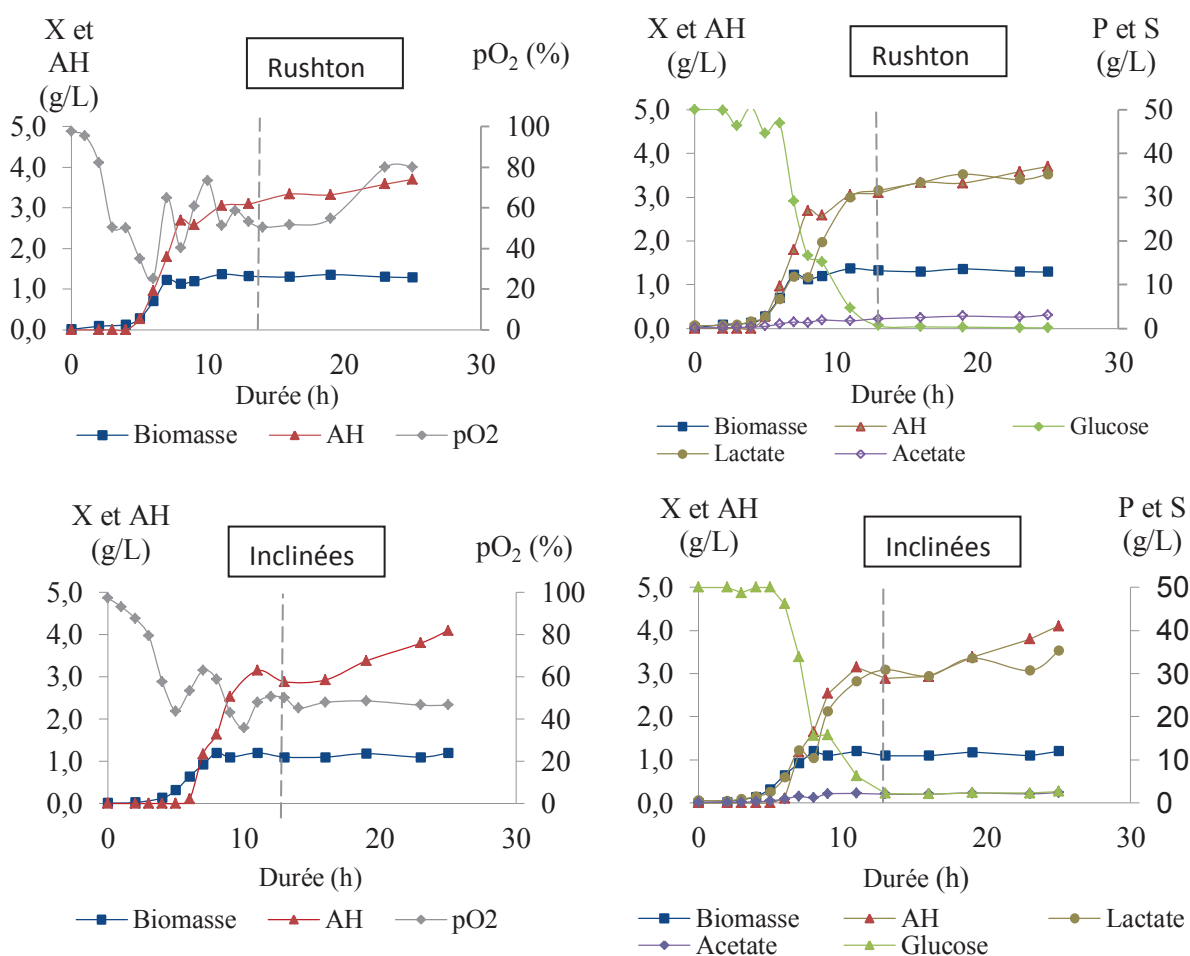 X et
AH
(g/L)
Rushton
pO2 (%)
5,0
4,0
3,0
2,0
1,0
0,0
100
80
60
40
20
0
0 10 20 30
Durée (h)
Biomasse AH pO2
X et AH
(g/L)
Rushton
P et S
(g/L)
5,0
4,0
3,0
2,0
1,0
0,0
50
40
30
20
10
0
0 10 20 30
Durée (h)
Biomasse AH Glucose
Lactate Acetate
X et AH
(g/L)
Inclinées
pO2 (%)
5,0
4,0
3,0
2,0
1,0
0,0
100
80
60
40
20
0
0 10 20 30
Durée (h)
Biomasse AH pO2
X et AH
(g/L)
Inclinées
P et S
(g/L)
5,0
4,0
3,0
2,0
1,0
0,0
50
40
30
20
10
0
0 10 20 30
Durée (h)
Biomasse AH Lactate
Acetate Glucose